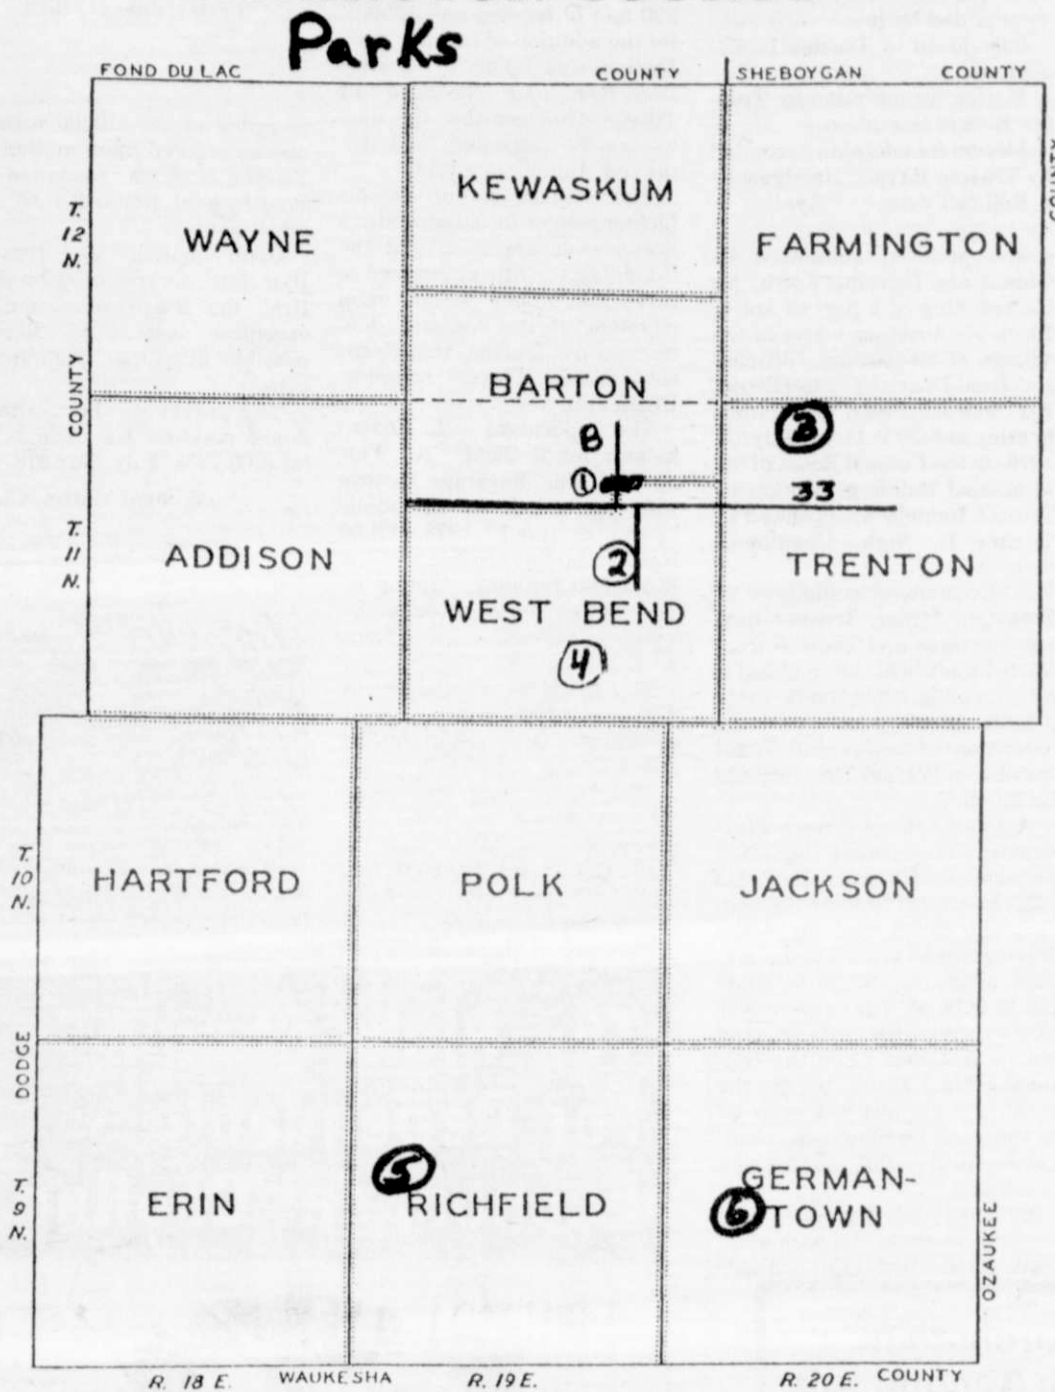 Parks
FOND DU LAC COUNTY SHEBOYGAN COUNTY
COUNTY
T. 12 N.
KEWASKUM
WAYNE
FARMINGTON
COUNTY
BARTON
B
3
1
33
T. 11 N.
ADDISON
2
TRENTON
WEST BEND
4
T. 10 N.
HARTFORD
POLK
JACKSON
DODGE
T. 9 N.
5
ERIN
RICHFIELD
GERMAN-
6 TOWN
OZAUKEE
R. 18 E. WAUKESHA R. 19 E. R. 20 E. COUNTY